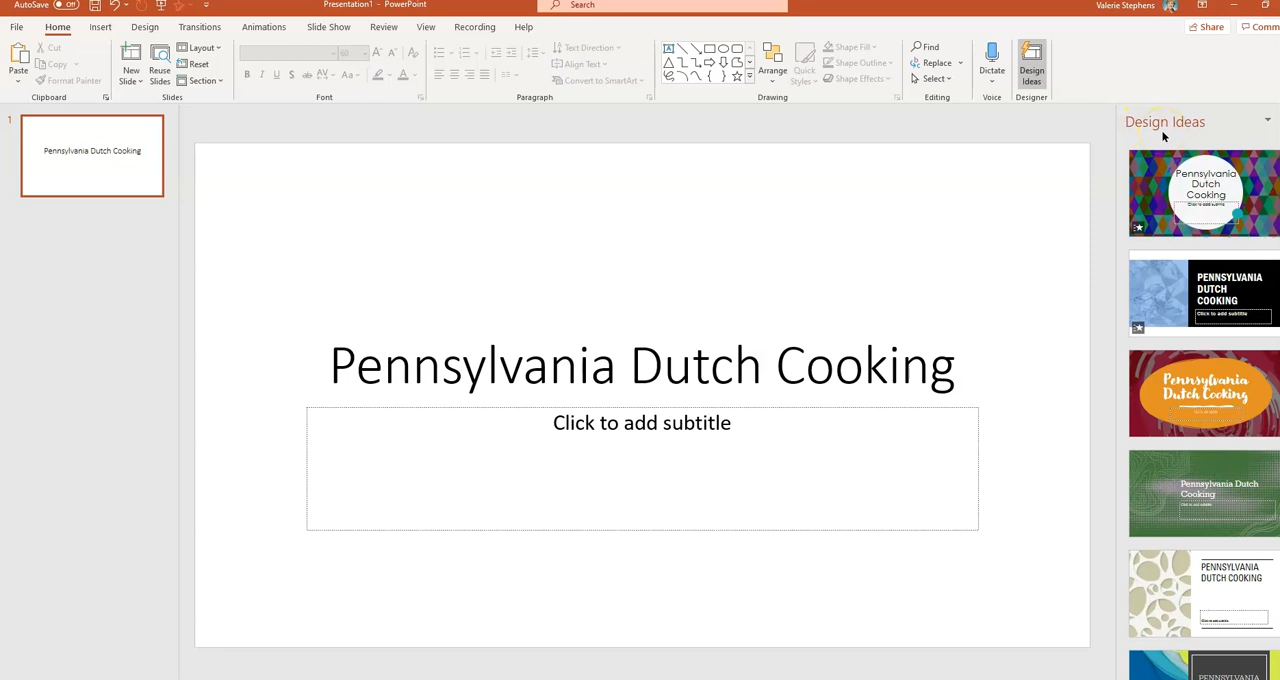 AutoSave Off
Presentation1 - PowerPoint
Search
Valerie Stephens
File Home Insert Design Transitions Animations Slide Show Review View Recording Help
Share
Comm
Paste
Cut
Copy
Format Painter
Clipboard
New Slide
Reuse Slides
Layout
Reset
Section
Slides
60
Font
Text Direction
Align Text
Convert to SmartArt
Paragraph
Arrange
Quick Styles
Shape Fill
Shape Outline
Shape Effects
Drawing
Find
Replace
Select
Editing
Dictate
Voice
Design Ideas
Designer
1
Pennsylvania Dutch Cooking
Pennsylvania Dutch Cooking
Click to add subtitle
Design Ideas
Pennsylvania
Dutch
Cooking
Click to add subtitle
PENNSYLVANIA
DUTCH
COOKING
Click to add subtitle
Pennsylvania
Dutch Cooking
Pennsylvania Dutch
Cooking
Click to add subtitle
PENNSYLVANIA
DUTCH COOKING
Click to add subtitle
PENNSYLVANIA